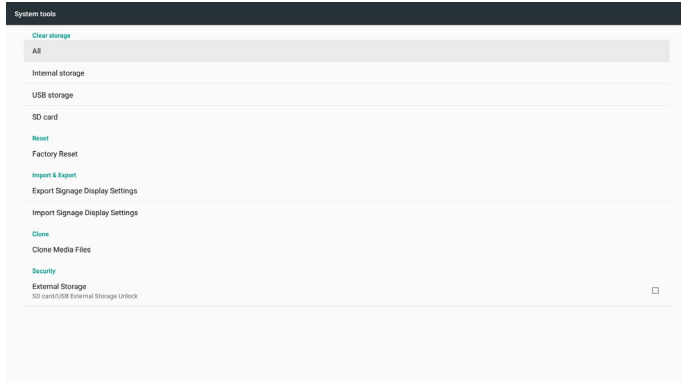 System tools
Clear storage
All
Internal storage
USB storage
SD card
Reset
Factory Reset
Import & Export
Export Signage Display Settings
Import Signage Display Settings
Clone
Clone Media Files
Security
External Storage
SD card/USB External Storage Unlock